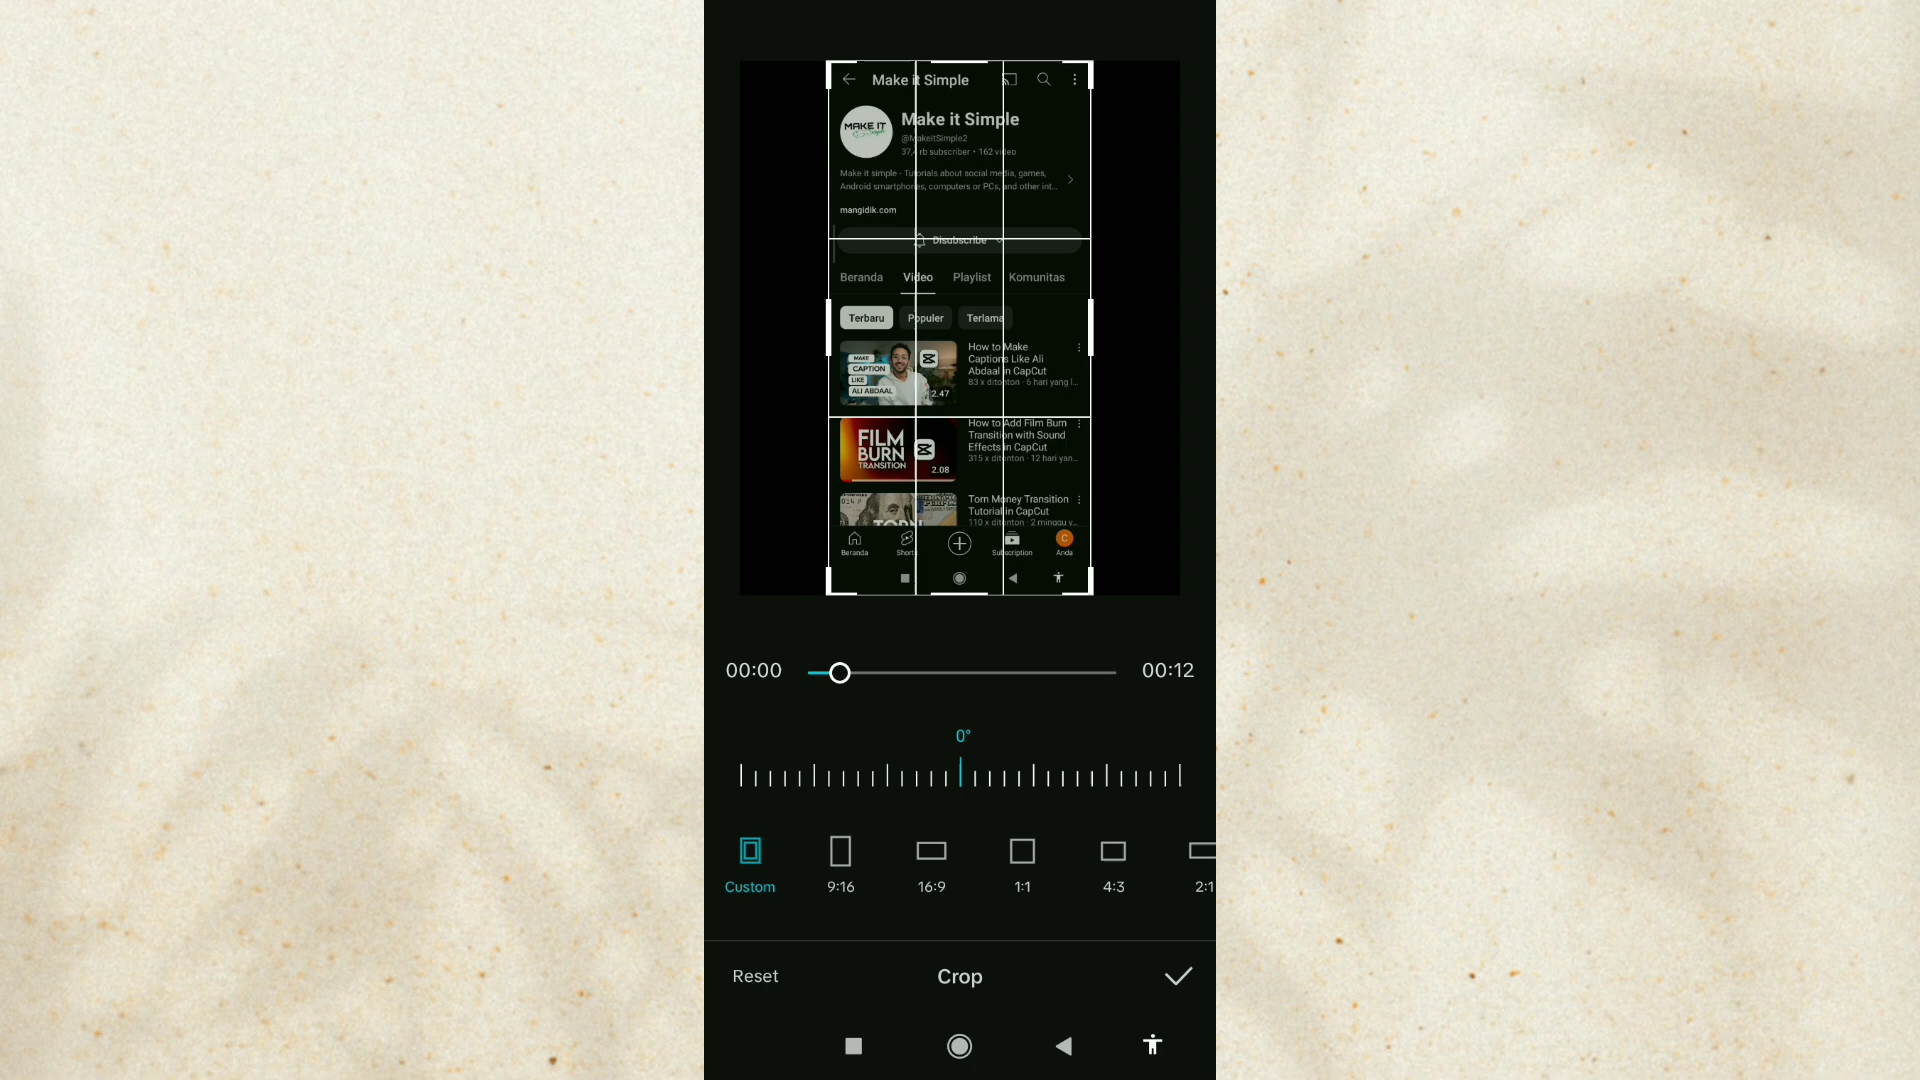 Make it Simple
MAKE IT
Simple
Make it Simple
@MakeitSimple2
37,4 rb subscriber • 162 video
Make it simple - Tutorials about social media, games,
Android smartphones, computers or PCs, and other int...
mangidik.com
Disubscribe
Beranda Video Playlist Komunitas
Terbaru Populer Terlama
MAKE
CAPTION
LIKE
ALI ABDAAL
2.47
How to Make
Captions Like Ali
Abdaal in CapCut
83 x ditonton · 6 hari yang l...
FILM
BURN
TRANSITION
2.08
How to Add Film Burn
Transition with Sound
Effects in CapCut
315 x ditonton · 12 hari yan...
TORN
Torn Money Transition
Tutorial in CapCut
110 x ditonton · 2 minggu y...
Beranda Shorts Subscription Anda
C
00:00 00:12
0°
Custom 9:16 16:9 1:1 4:3 2:1
Reset Crop